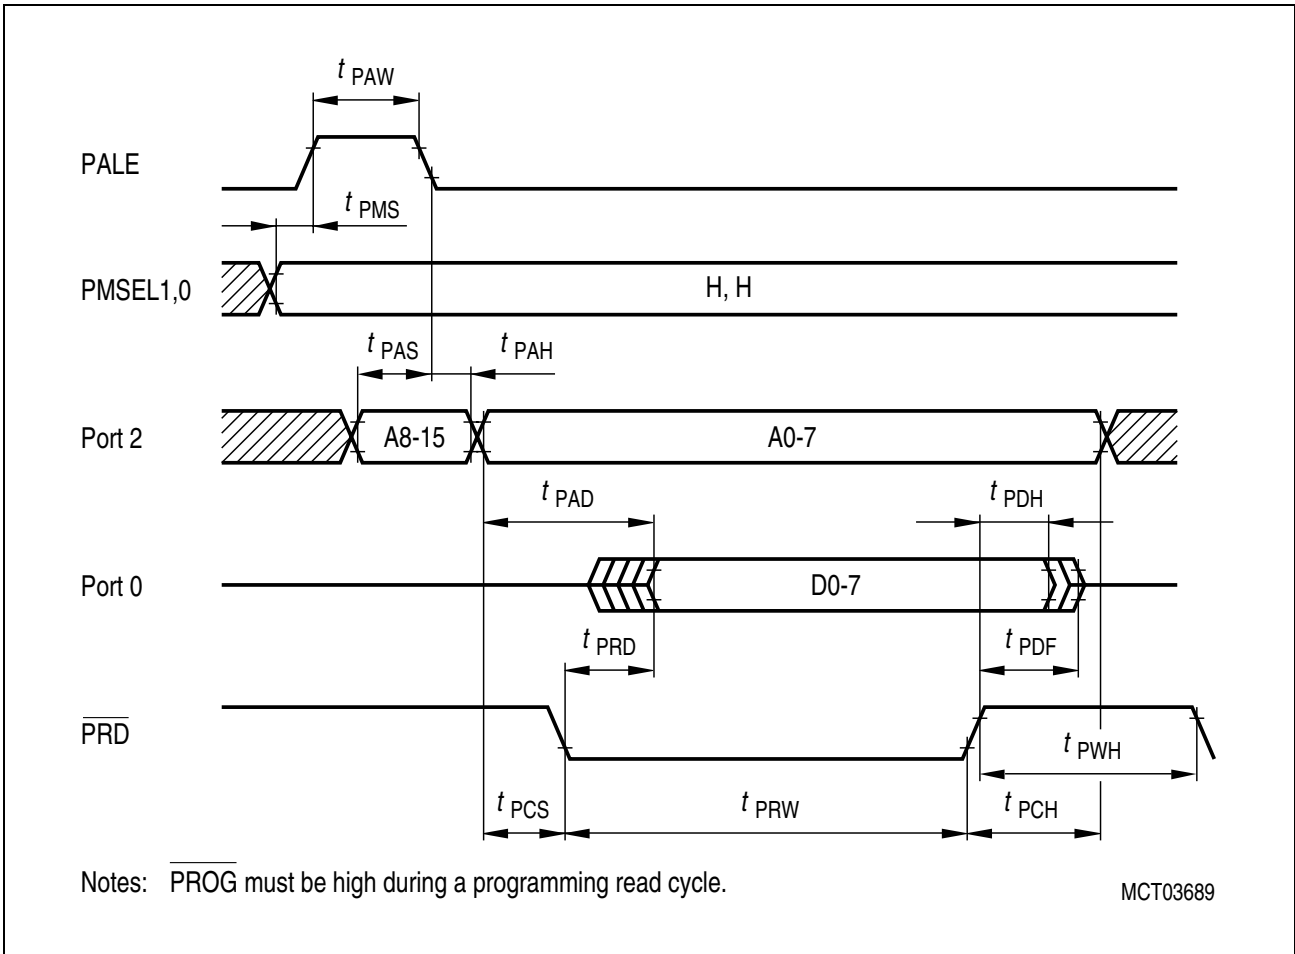 t PAW
PALE
t PMS
PMSEL1,0
H, H
t PAS
t PAH
Port 2
A8-15
A0-7
t PAD
t PDH
Port 0
D0-7
t PRD
t PDF
PRD
t PWH
t PCS
t PRW
t PCH
Notes: PROG must be high during a programming read cycle.
MCT03689